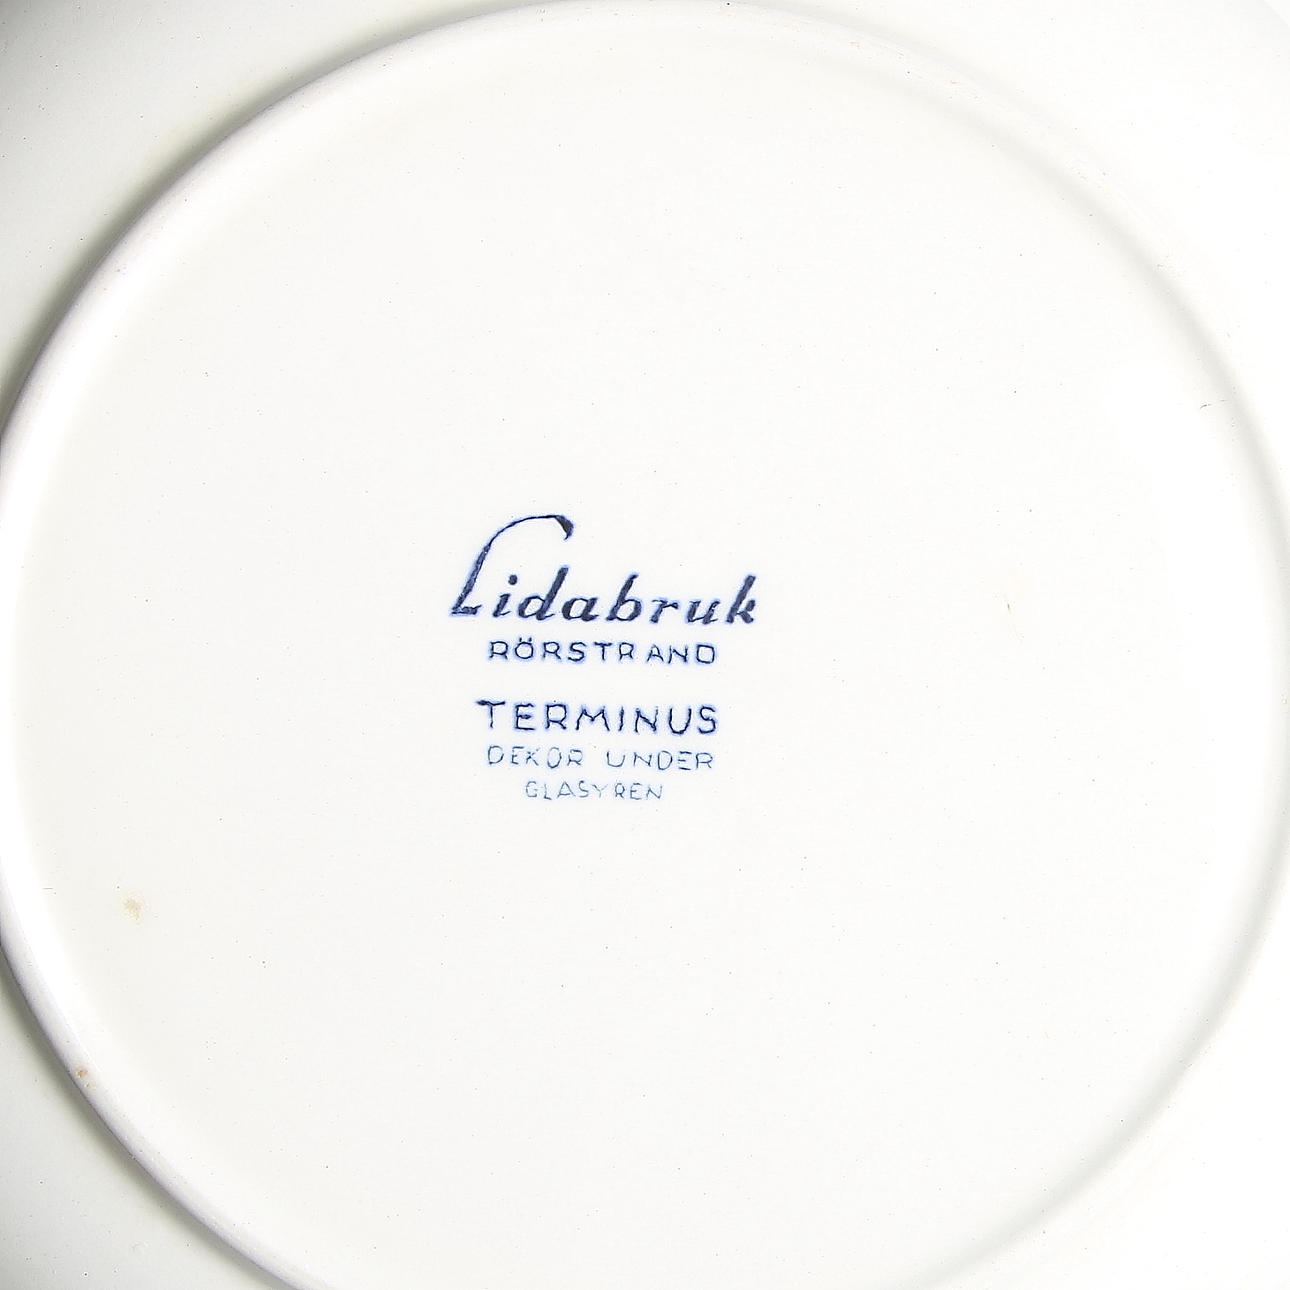 Lidabruk
RÖRSTRAND
TERMINUS
DEKOR UNDER
GLASYREN